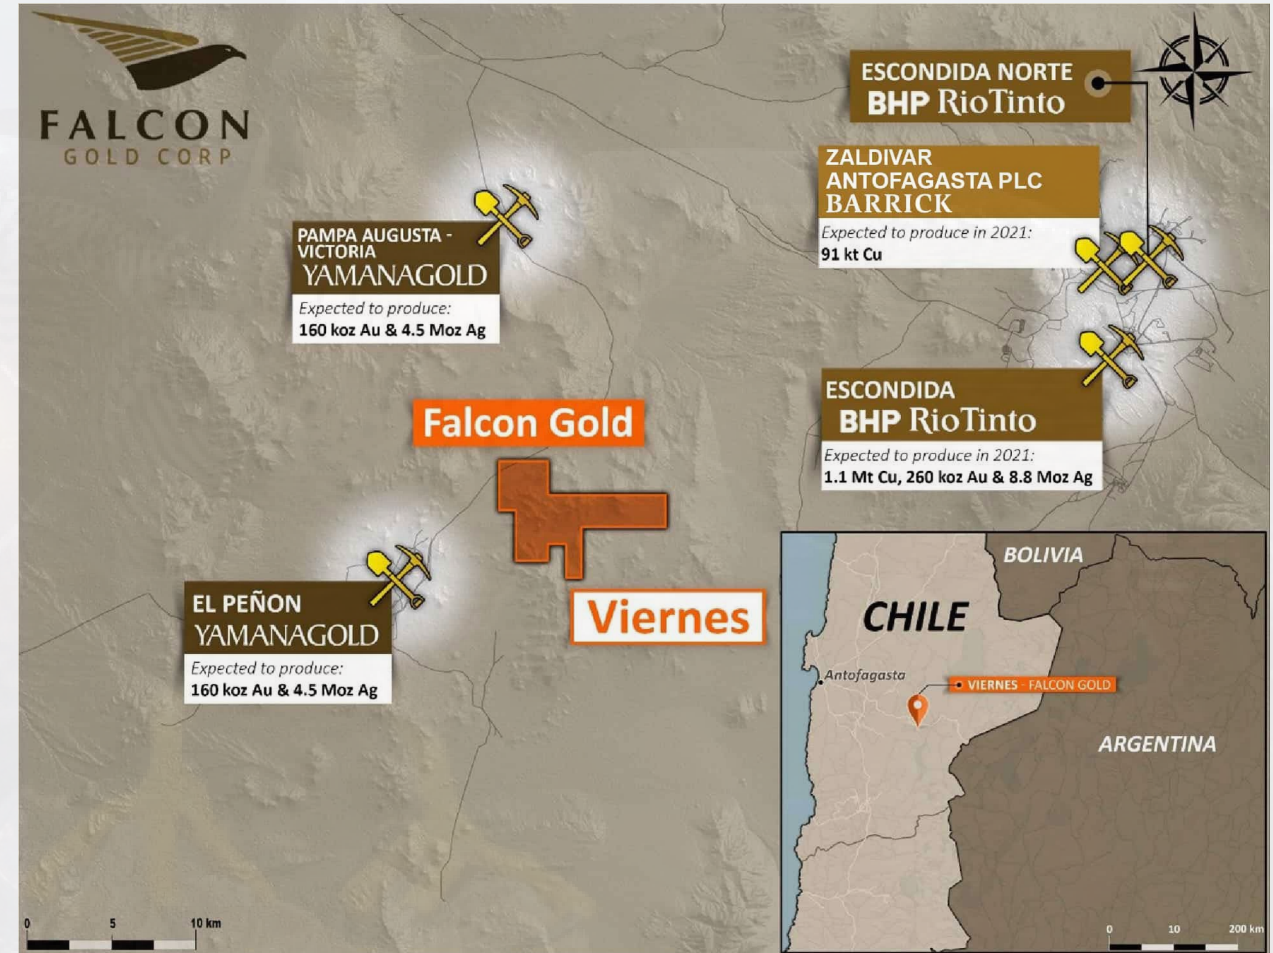 FALCON
GOLD CORP
ESCONDIDA NORTE
BHP RioTinto
ZALDIVAR
ANTOFAGASTA PLC
BARRICK
Expected to produce in 2021:
91 kt Cu
PAMPA AUGUSTA -
VICTORIA
YAMANAGOLD
Expected to produce:
160 koz Au & 4.5 Moz Ag
ESCONDIDA
BHP RioTinto
Expected to produce in 2021:
1.1 Mt Cu, 260 koz Au & 8.8 Moz Ag
Falcon Gold
Viernes
EL PEÑON
YAMANAGOLD
Expected to produce:
160 koz Au & 4.5 Moz Ag
BOLIVIA
CHILE
Antofagasta
VIERNES - FALCON GOLD
ARGENTINA
0 5 10 km
0 10 200 km